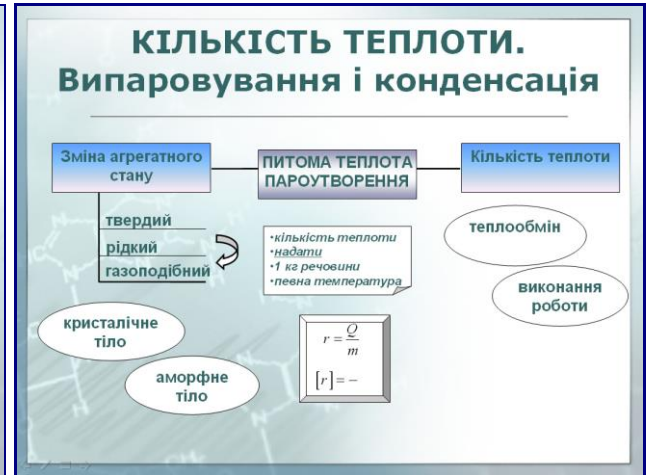 КІЛЬКІСТЬ ТЕПЛОТИ.
Випаровування і конденсація
Зміна агрегатного
стану
ПИТОМА ТЕПЛОТА
ПАРОУТВОРЕННЯ
Кількість теплоти
твердий
рідкий
газоподібний
•кількість теплоти
•надати
•1 кг речовини
•певна температура
теплообмін
виконання
роботи
кристалічне
тіло
аморфне
тіло
r = Q/m
[r] = −